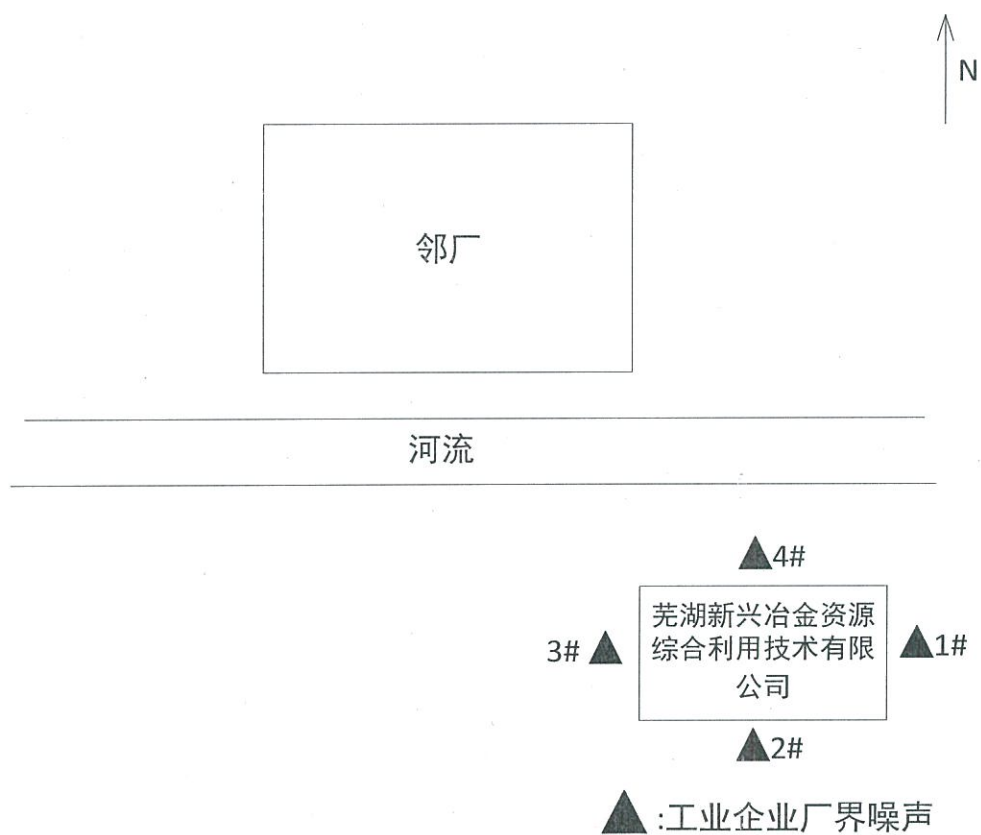 N
邻厂
河流
▲4#
芜湖新兴冶金资源
综合利用技术有限
公司
3#▲
▲1#
▲2#
▲:工业企业厂界噪声